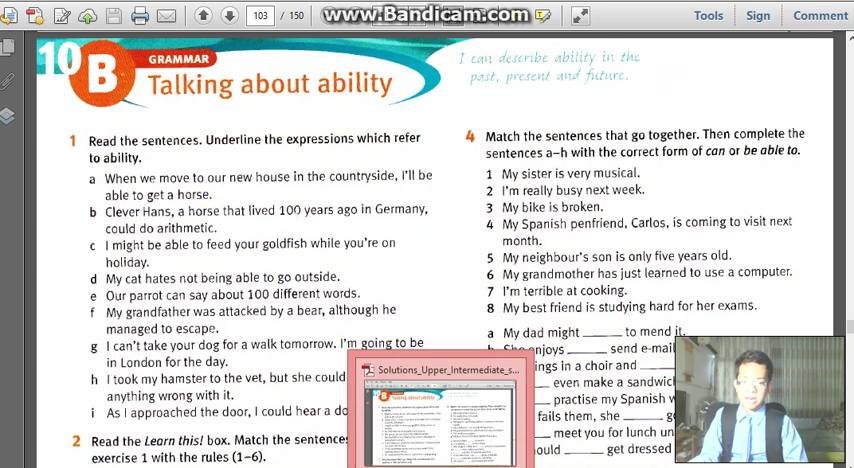 103 / 150
www.Bandicam.com
Tools
Sign
Comment
10 B
GRAMMAR
Talking about ability
I can describe ability in the
past, present and future.
1 Read the sentences. Underline the expressions which refer
to ability.
a When we move to our new house in the countryside, I'll be
able to get a horse.
b Clever Hans, a horse that lived 100 years ago in Germany,
could do arithmetic.
c I might be able to feed your goldfish while you're on
holiday.
d My cat hates not being able to go outside.
e Our parrot can say about 100 different words.
f My grandfather was attacked by a bear, although he
managed to escape.
g I can't take your dog for a walk tomorrow. I'm going to be
in London for the day.
h I took my hamster to the vet, but she could
anything wrong with it.
i As I approached the door, I could hear a do
2 Read the Learn this! box. Match the sentences
exercise 1 with the rules (1–6).
4 Match the sentences that go together. Then complete the
sentences a–h with the correct form of can or be able to.
1 My sister is very musical.
2 I'm really busy next week.
3 My bike is broken.
4 My Spanish penfriend, Carlos, is coming to visit next
month.
5 My neighbour's son is only five years old.
6 My grandmother has just learned to use a computer.
7 I'm terrible at cooking.
8 My best friend is studying hard for her exams.
a My dad might ______ to mend it.
She enjoys ______ send e-mail
ings in a choir and ____
____ even make a sandwic
____ practise my Spanish w
fails them, she ____ g
____ meet you for lunch un
ould ____ get dressed
Solutions_Upper_Intermediate_s...
Talking about ability